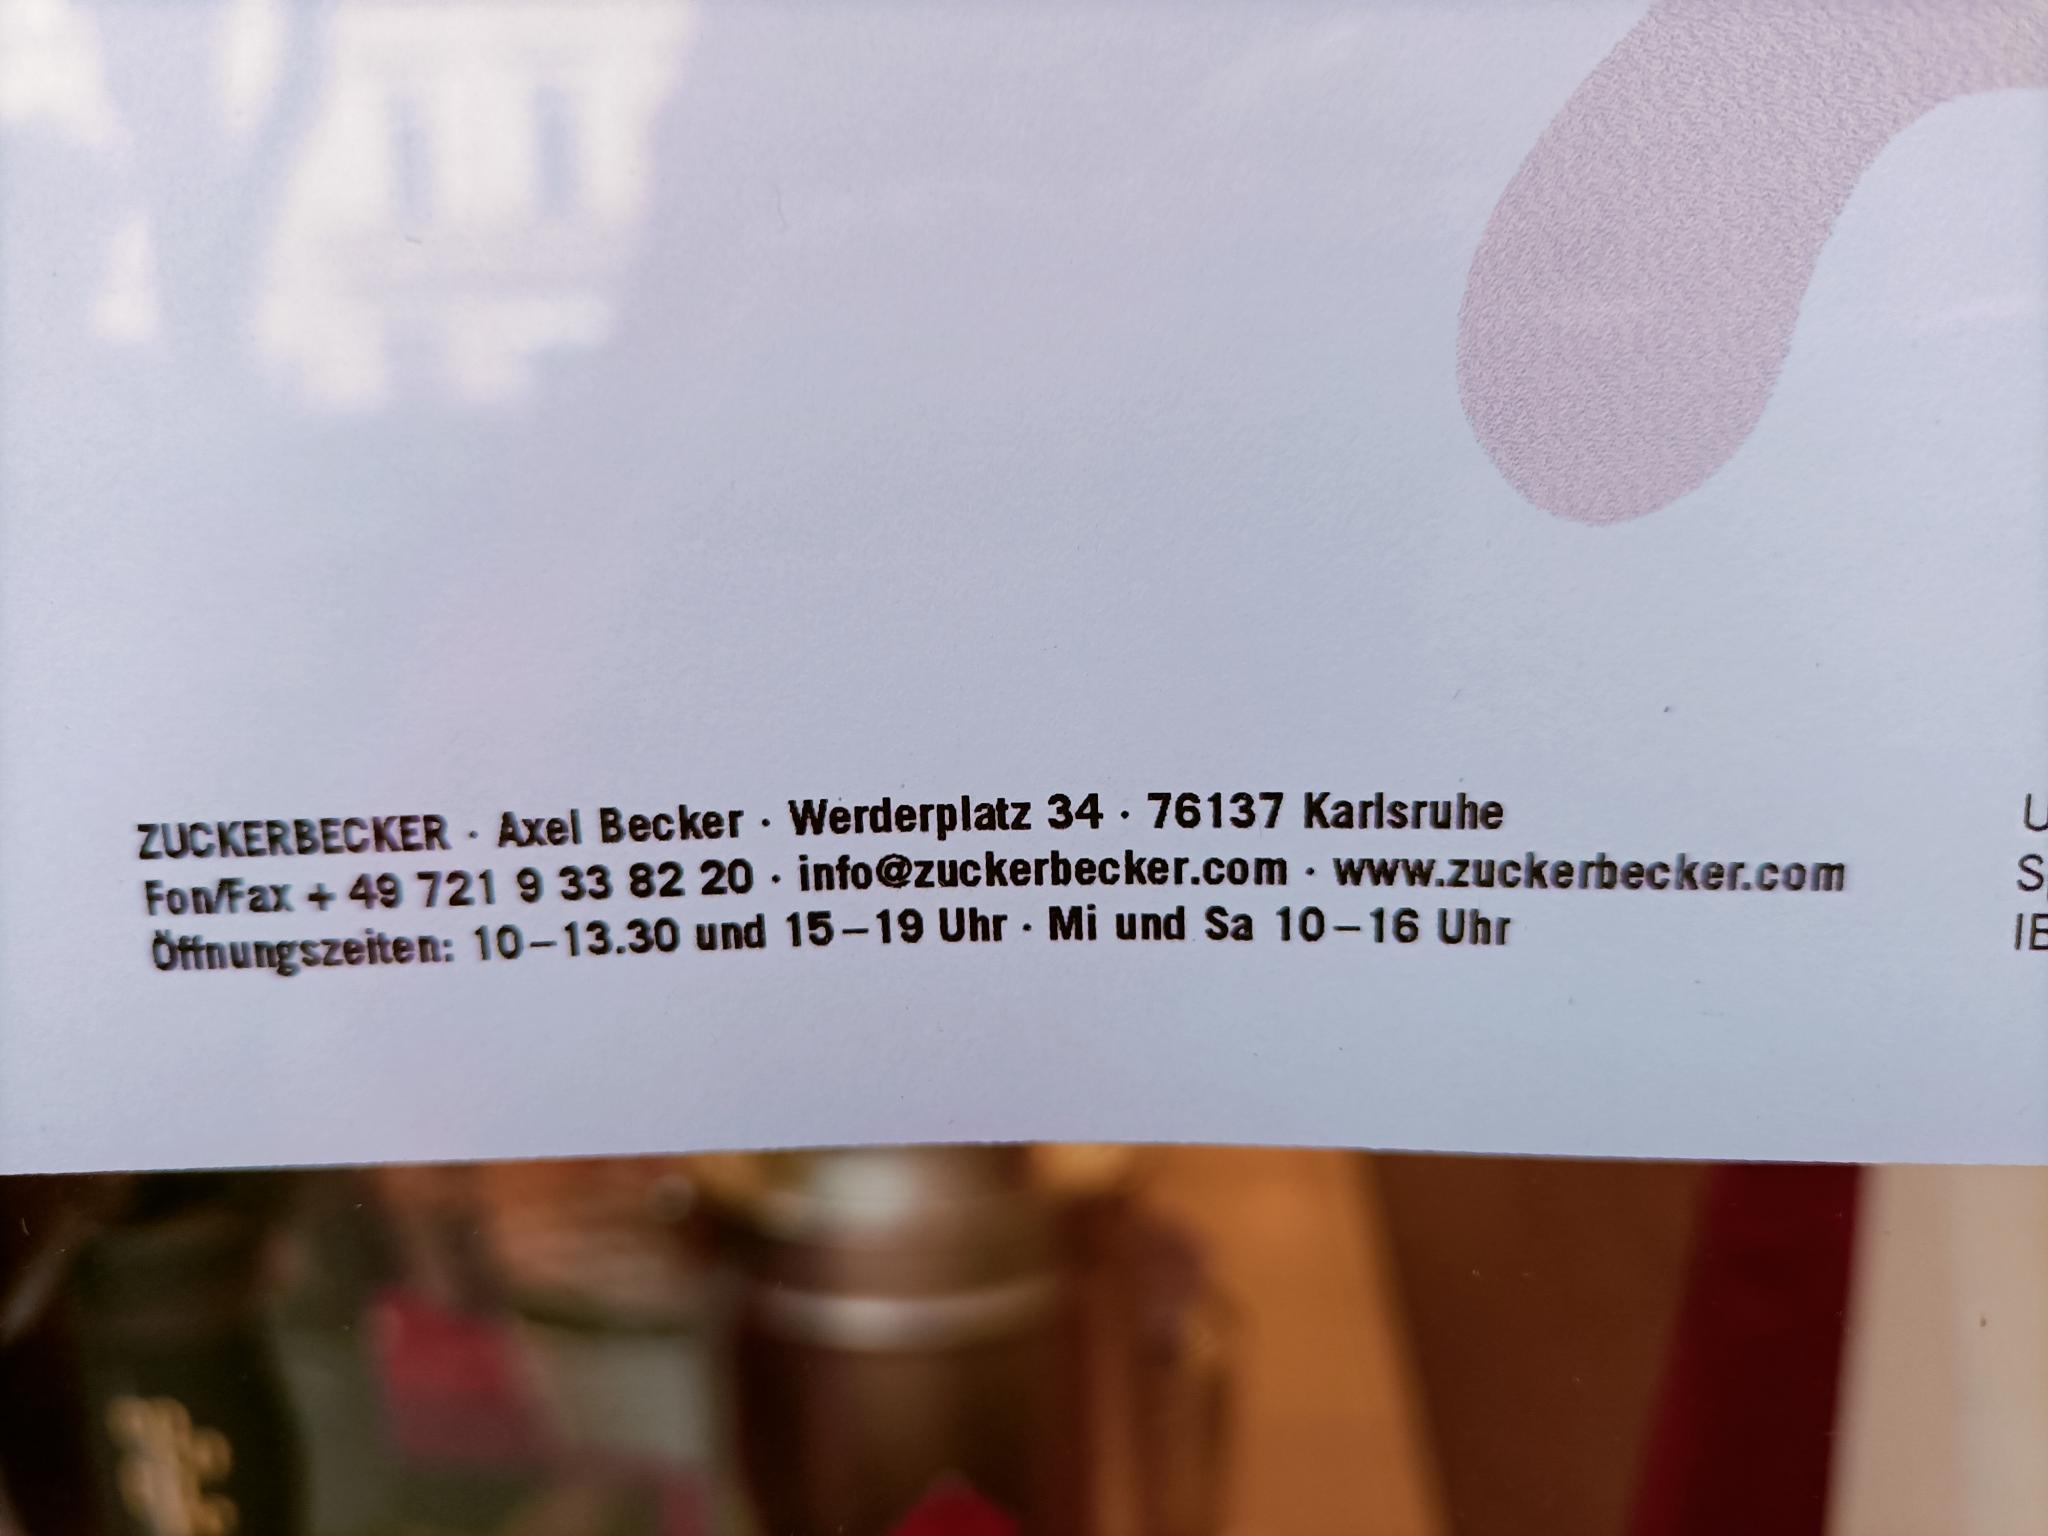 ZUCKERBECKER · Axel Becker · Werderplatz 34 · 76137 Karlsruhe
Fon/Fax + 49 721 9 33 82 20 · info@zuckerbecker.com · www.zuckerbecker.com
Öffnungszeiten: 10–13.30 und 15–19 Uhr · Mi und Sa 10–16 Uhr